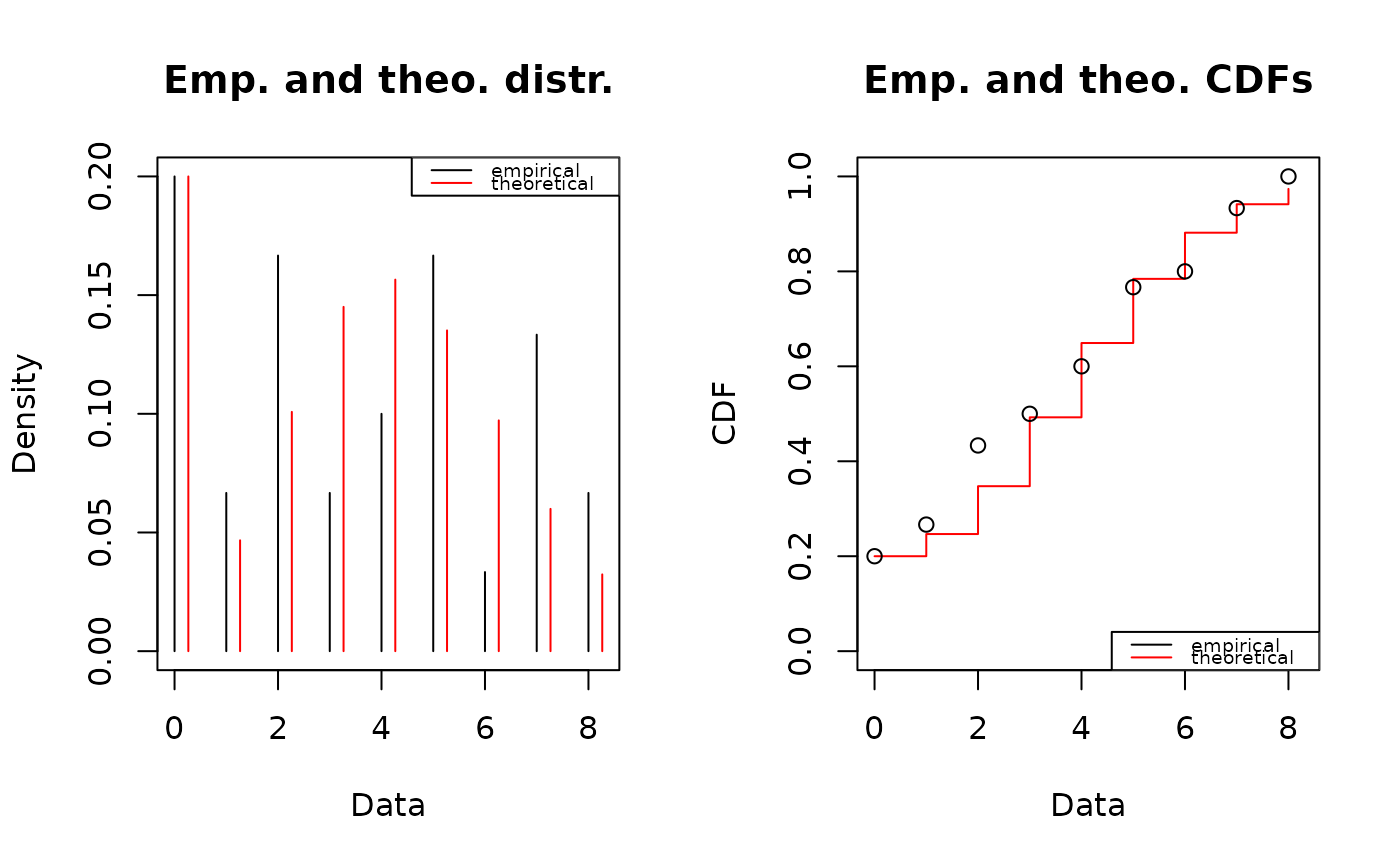 Emp. and theo. distr.
empirical
theoretical
0.20
0.15
0.10
0.05
0.00
Density
0 2 4 6 8
Data
Emp. and theo. CDFs
1.0
0.8
0.6
0.4
0.2
0.0
CDF
empirical
theoretical
0 2 4 6 8
Data